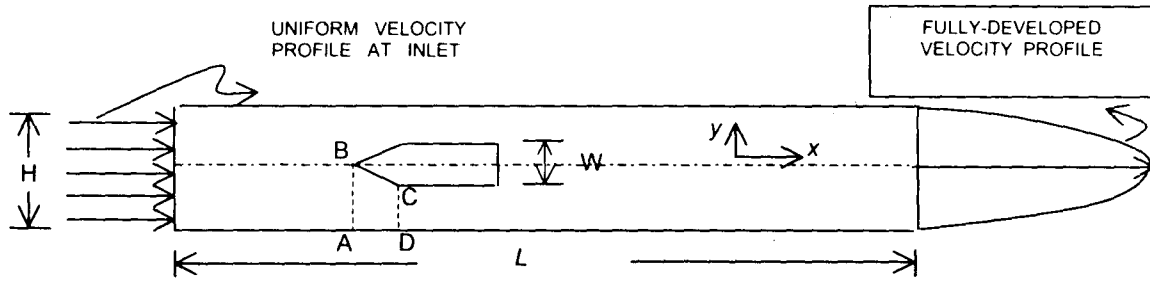 UNIFORM VELOCITY
PROFILE AT INLET
FULLY-DEVELOPED
VELOCITY PROFILE
H
B
W
y
x
C
A
D
L